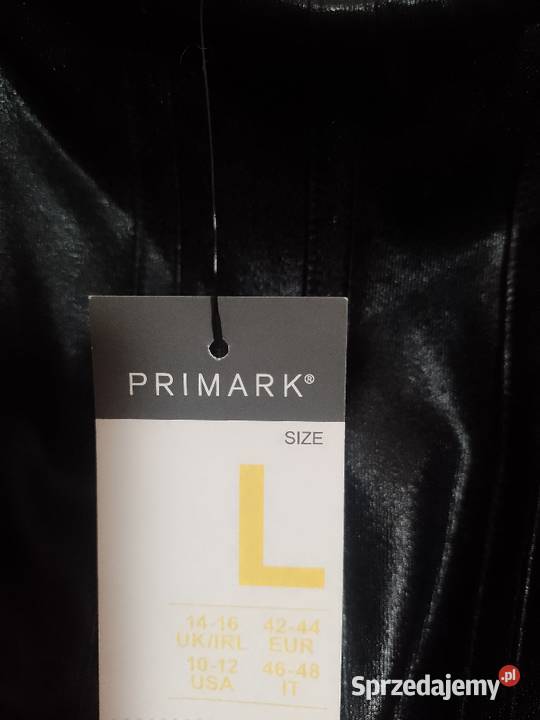 PRIMARK®
SIZE
L
14-16 42-44
UK/IRL EUR
10-12 46-48
USA IT
Sprzedajemy.pl